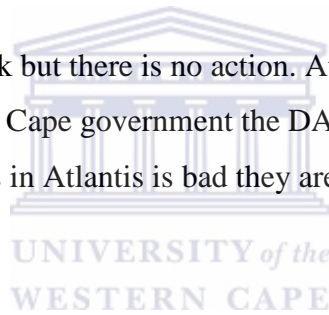 k but there is no action. A
Cape government the DA
in Atlantis is bad they are
UNIVERSITY of the
WESTERN CAPE